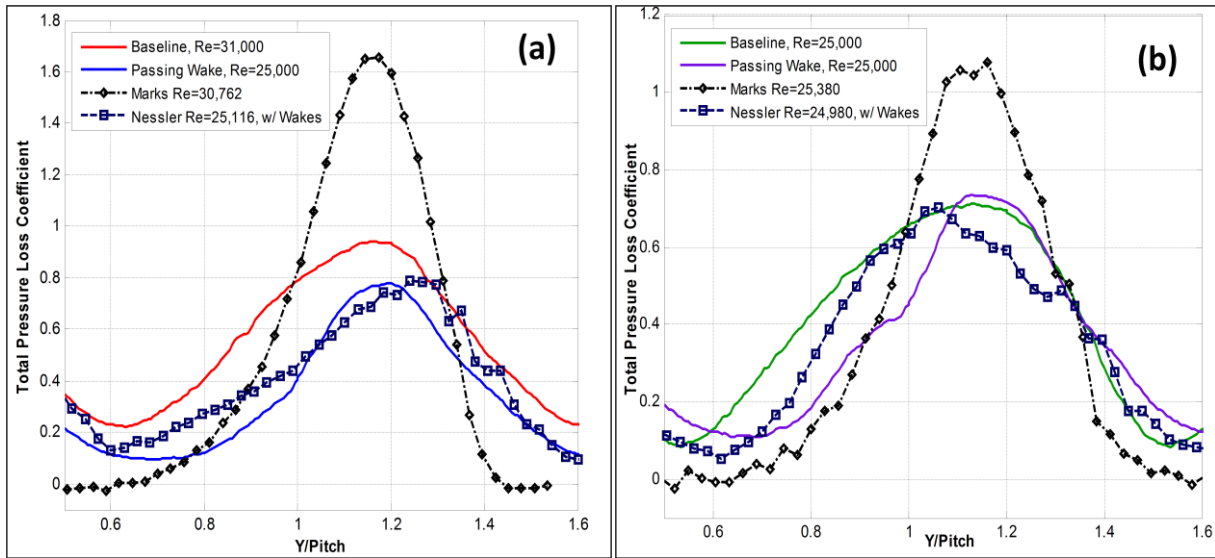 1.8
1.6
1.4
1.2
1
0.8
0.6
0.4
0.2
0
Total Pressure Loss Coefficient
Baseline, Re=31,000
Passing Wake, Re=25,000
Marks Re=30,762
Nessler Re=25,116, w/ Wakes
(a)
0.6
0.8
1
1.2
1.4
1.6
Y/Pitch
1.2
1
0.8
0.6
0.4
0.2
0
Total Pressure Loss Coefficient
Baseline, Re=25,000
Passing Wake, Re=25,000
Marks Re=25,380
Nessler Re=24,980, w/ Wakes
(b)
0.6
0.8
1
1.2
1.4
1.6
Y/Pitch